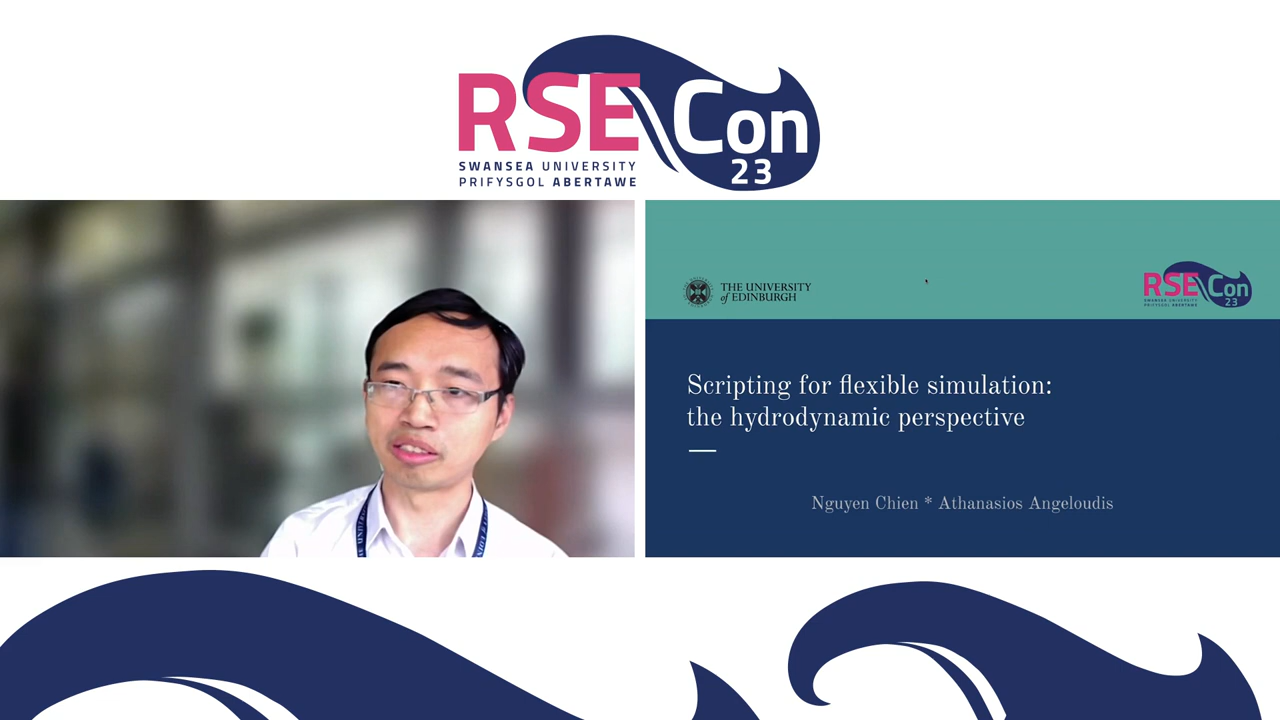 RSE\Con
23
SWANSEA UNIVERSITY
PRIFYSGOL ABERTAWE
THE UNIVERSITY
of EDINBURGH
RSE\Con
23
SWANSEA UNIVERSITY
PRIFYSGOL ABERTAWE
Scripting for flexible simulation:
the hydrodynamic perspective
Nguyen Chien * Athanasios Angeloudis